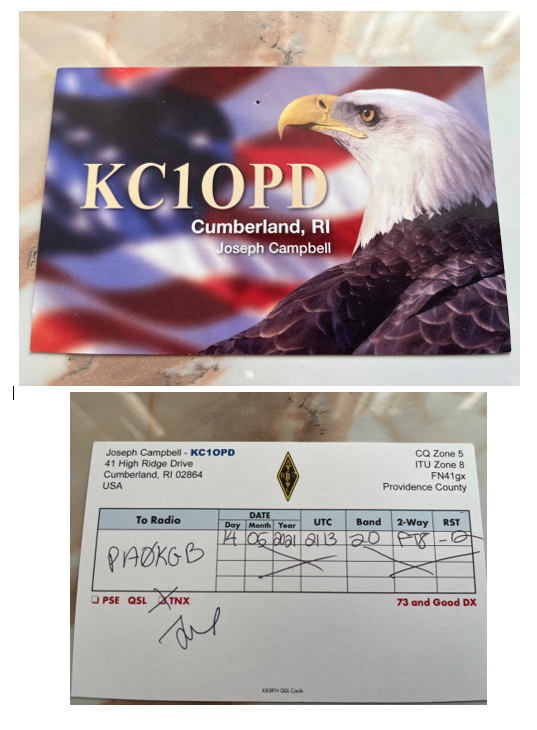 KC1OPD
Cumberland, RI
Joseph Campbell
Joseph Campbell - KC1OPD
41 High Ridge Drive
Cumberland, RI 02864
USA
CQ Zone 5
ITU Zone 8
FN41gx
Providence County
To Radio
DATE
Day Month Year UTC Band 2-Way RST
PAØKGB
14 05 2021 2113 20 FT8 -12
PSE QSL TNX
73 and Good DX
KB3IFH QSL Cards